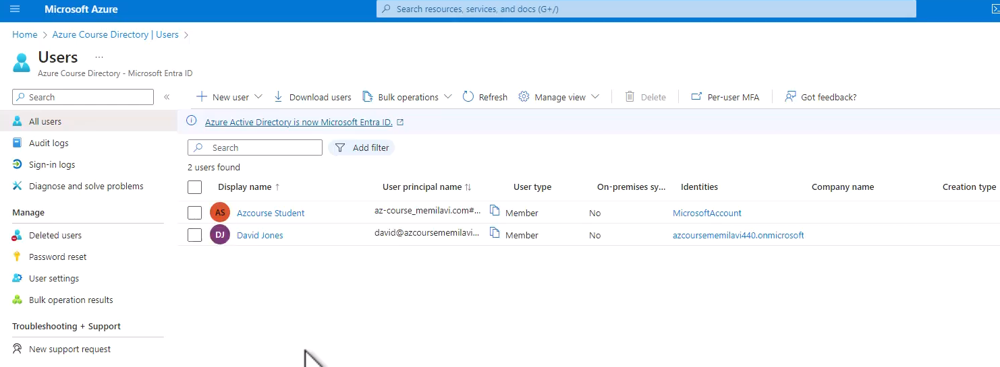 Microsoft Azure
Search resources, services, and docs (G+/)
Home > Azure Course Directory | Users >
Users ...
Azure Course Directory - Microsoft Entra ID
Search «
New user Download users Bulk operations Refresh Manage view Delete Per-user MFA Got feedback?
All users
Azure Active Directory is now Microsoft Entra ID.
Audit logs
Search Add filter
Sign-in logs
2 users found
Diagnose and solve problems
Display name ↑ User principal name ↑↓ User type On-premises sy... Identities Company name Creation type
Manage
AS Azcourse Student az-course_memilavi.com#... Member No MicrosoftAccount
Deleted users
DJ David Jones david@azcoursememilavi... Member No azcoursememilavi440.onmicrosoft
Password reset
User settings
Bulk operation results
Troubleshooting + Support
New support request